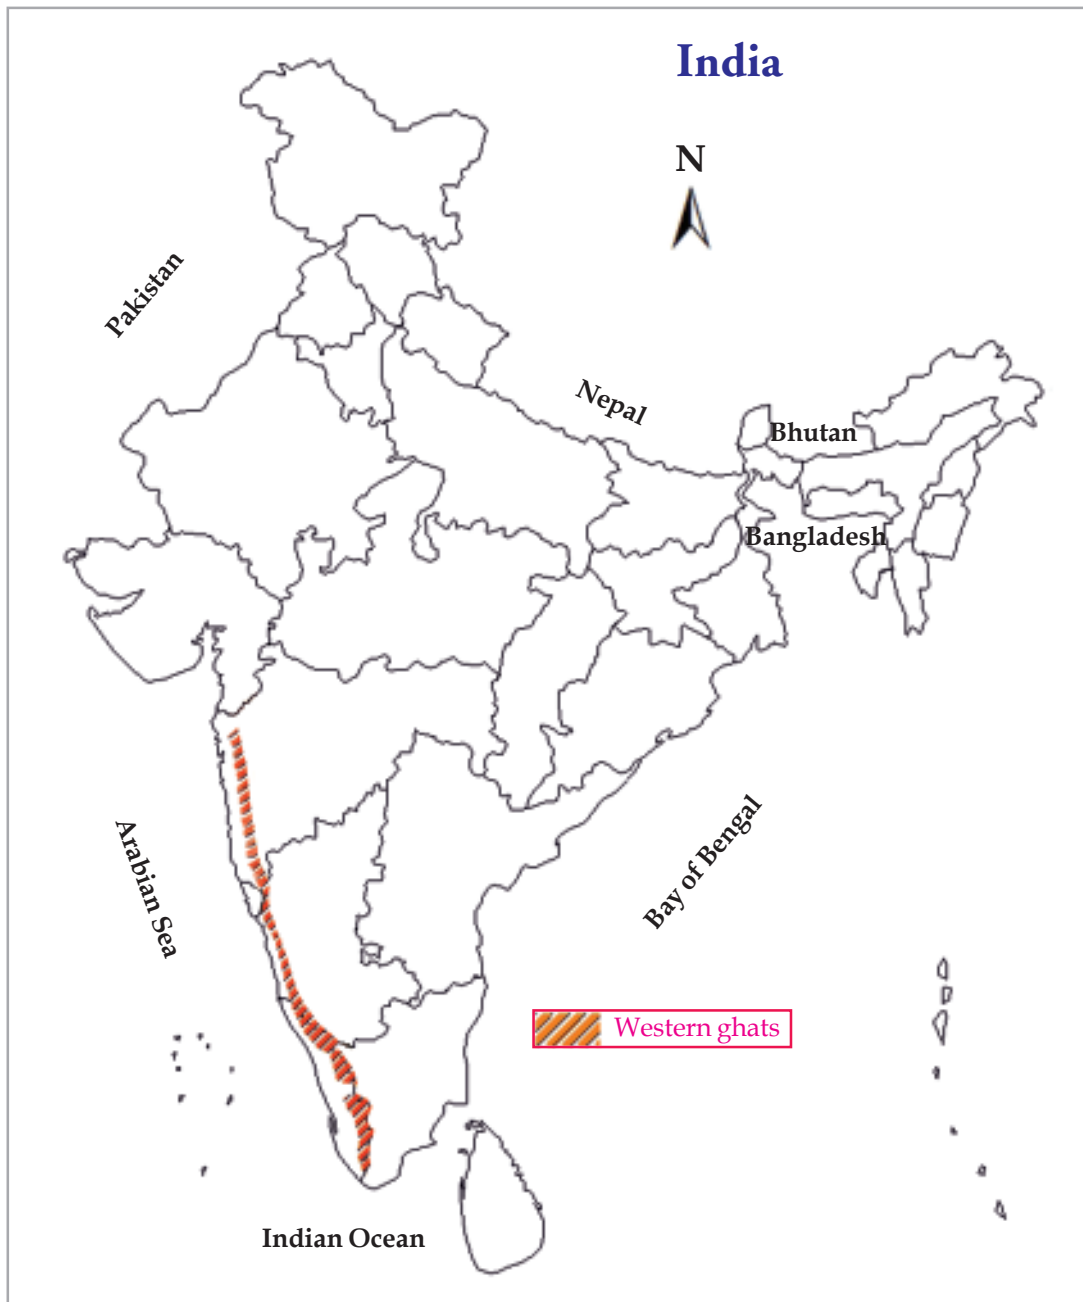 India
N
Pakistan
Nepal
Bhutan
Bangladesh
Arabian Sea
Bay of Bengal
Western ghats
Indian Ocean